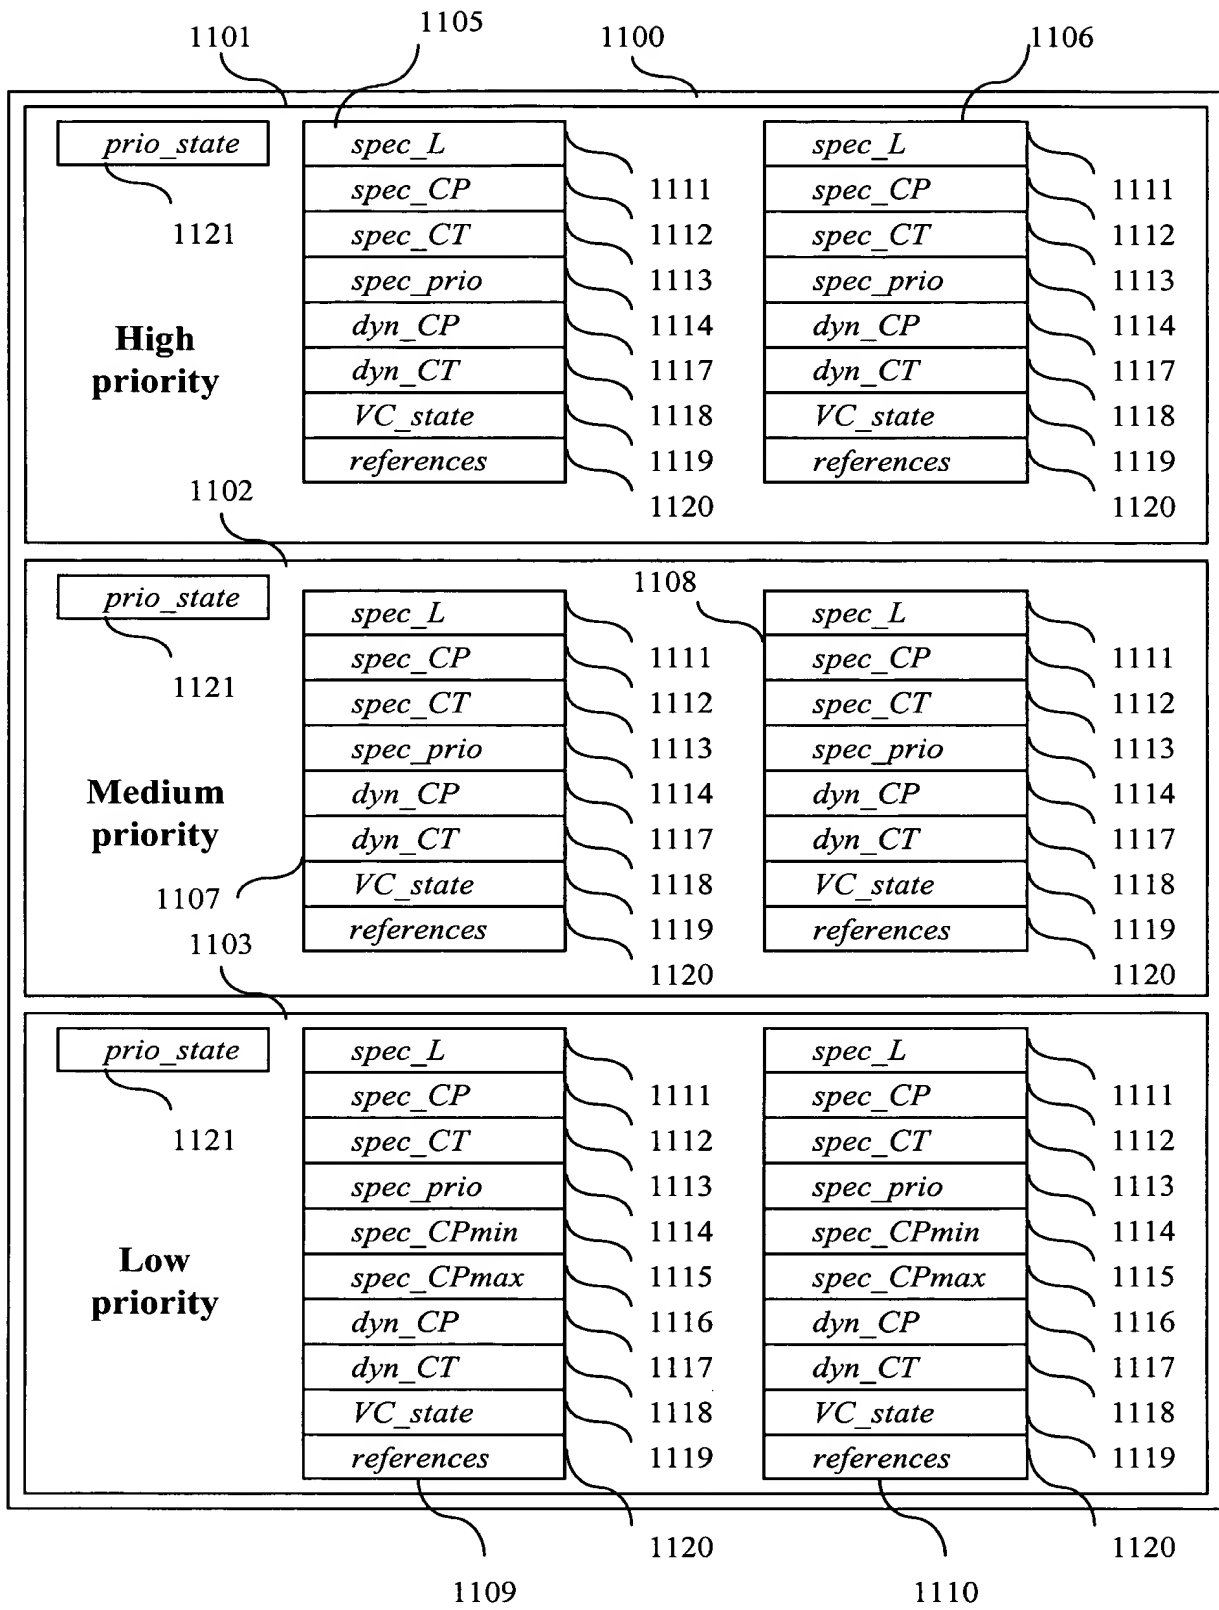 1101 1105 1100 1106
prio_state spec_L spec_L
spec_CP 1111 spec_CP 1111
1121 spec_CT 1112 spec_CT 1112
spec_prio 1113 spec_prio 1113
High dyn_CP 1114 dyn_CP 1114
priority dyn_CT 1117 dyn_CT 1117
VC_state 1118 VC_state 1118
references 1119 references 1119
1102 1120 1120
prio_state spec_L 1108 spec_L
1121 spec_CP 1111 spec_CP 1111
spec_CT 1112 spec_CT 1112
spec_prio 1113 spec_prio 1113
Medium dyn_CP 1114 dyn_CP 1114
priority dyn_CT 1117 dyn_CT 1117
1107 VC_state 1118 VC_state 1118
1103 references 1119 references 1119
1120 1120
prio_state spec_L spec_L
spec_CP 1111 spec_CP 1111
1121 spec_CT 1112 spec_CT 1112
spec_prio 1113 spec_prio 1113
spec_CPmin 1114 spec_CPmin 1114
Low spec_CPmax 1115 spec_CPmax 1115
priority dyn_CP 1116 dyn_CP 1116
dyn_CT 1117 dyn_CT 1117
VC_state 1118 VC_state 1118
references 1119 references 1119
1120 1120
1109 1110